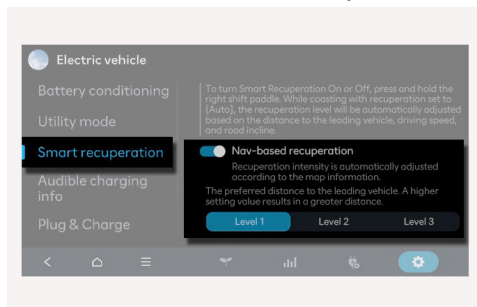 Electric vehicle
Battery conditioning
Utility mode
Smart recuperation
Audible charging
info
Plug & Charge
To turn Smart Recuperation On or Off, press and hold the
right shift paddle. While coasting with recuperation set to
[Auto], the recuperation level will be automatically adjusted
based on the distance to the leading vehicle, driving speed,
and road incline.
Nav-based recuperation
Recuperation intensity is automatically adjusted
according to the map information.
The preferred distance to the leading vehicle. A higher
setting value results in a greater distance.
Level 1 Level 2 Level 3